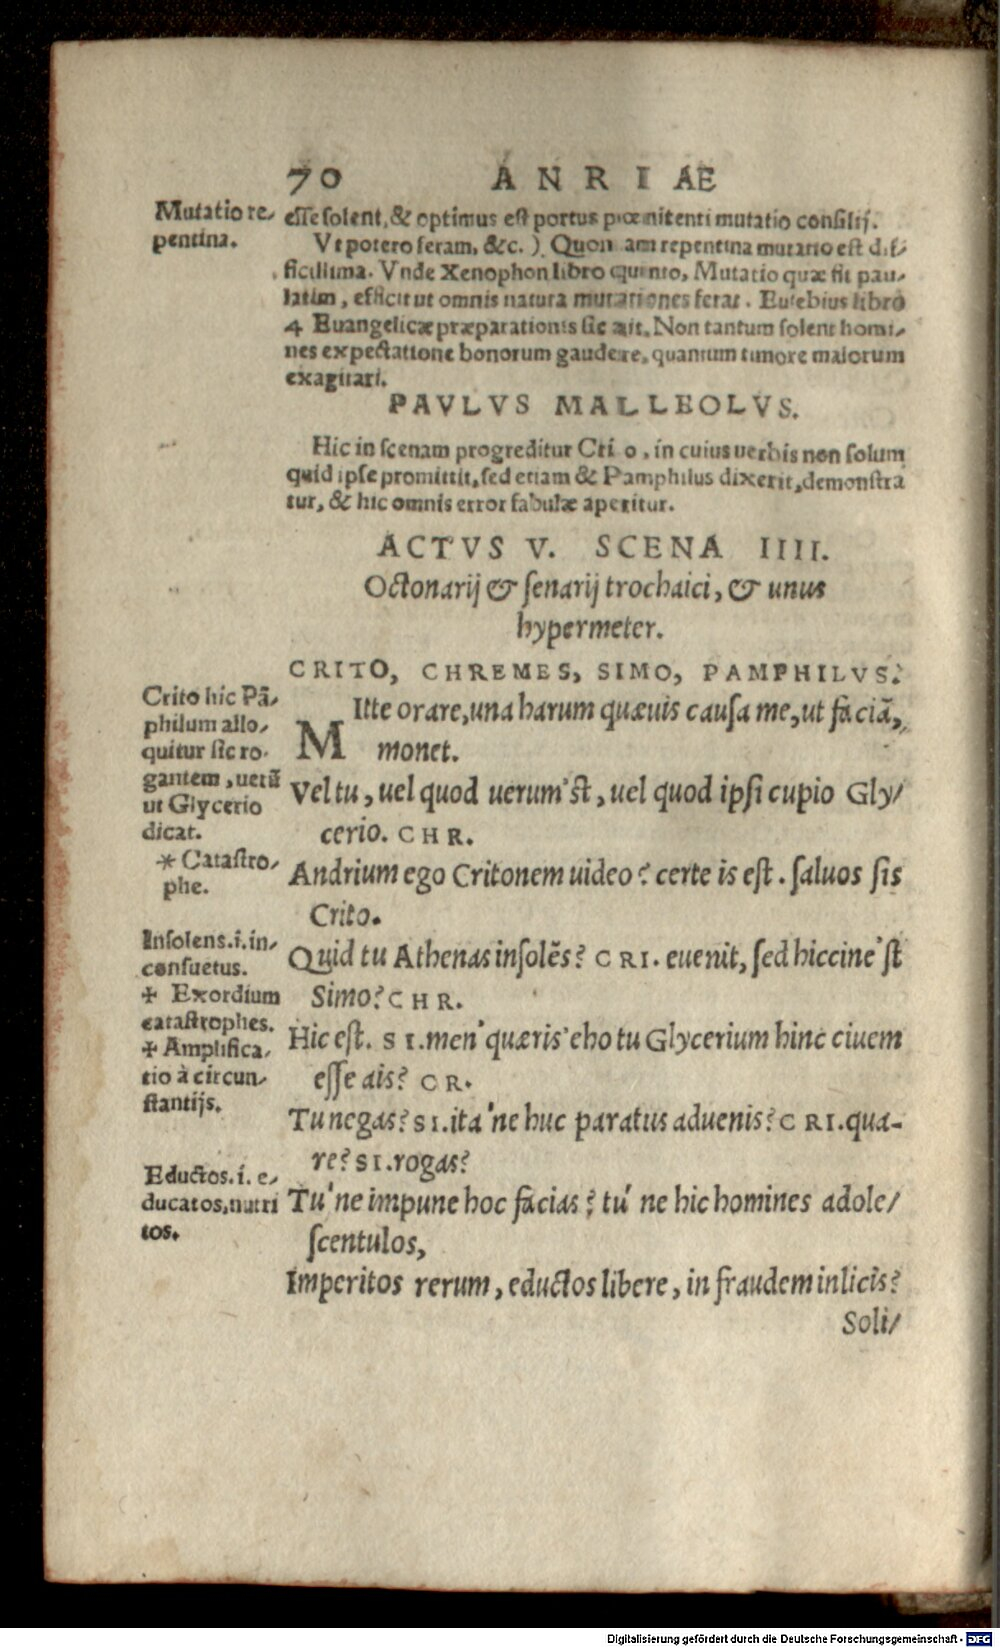 70 ANRIAE
Mutatio re-
pentina.
esse solent, & optimus est portus pœnitenti mutatio consilij.
Vt potero feram, &c.) Quoniam repentina mutatio est dif-
ficillima. Vnde Xenophon libro quinto, Mutatio quæ fit pau-
latim, efficit ut omnis natura mutationes ferat. Eusebius libro
4 Euangelicæ præparationis sic ait. Non tantum solent homi-
nes expectatione bonorum gaudere, quantum timore malorum
exagitari.
PAVLVS MALLEOLVS.
Hic in scenam progreditur Crito, in cuius uerbis non solum
quid ipse promittit, sed etiam & Pamphilus dixerit, demonstra
tur, & hic omnis error fabulæ aperitur.
ACTVS V. SCENA IIII.
Octonarij & senarij trochaici, & unus
hypermeter.
CRITO, CHREMES, SIMO, PAMPHILVS.
Crito hic Pā-
philum allo-
quitur sic ro-
gantem, uerū
ut Glycerio
dicat.
* Catastro-
phe.
Insolens.i.in-
consuetus.
+ Exordium
catastrophes.
+ Amplifica-
tio à circun-
stantijs.
Eductos.i.e-
ducatos, nutri
tos.
MItte orare, una harum quæuis causa me, ut faciā,
monet.
Vel tu, uel quod uerum'st, uel quod ipsi cupio Gly-
cerio. CHR.
Andrium ego Critonem uideo? certe is est. saluos sis
Crito.
Quid tu Athenas insolēs? CRI. euenit, sed hiccine'st
Simo? CHR.
Hic est. SI. men' quæris? eho tu Glycerium hinc ciuem
esse ais? CR.
Tu negas? SI. ita'ne huc paratus aduenis? CRI. qua-
re? SI. rogas?
Tu'ne impune hoc facias? tu' ne hic homines adole-
scentulos,
Imperitos rerum, eductos libere, in fraudem inlicis?
Soli-
Digitalisierung gefördert durch die Deutsche Forschungsgemeinschaft - DFG